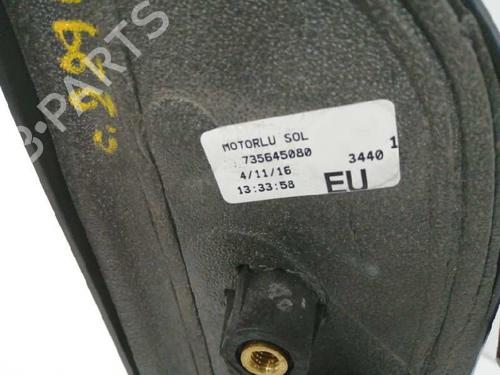 MOTORLU SOL
735645080
3440 1
4/11/16
13:33:58
EU
B-PARTS